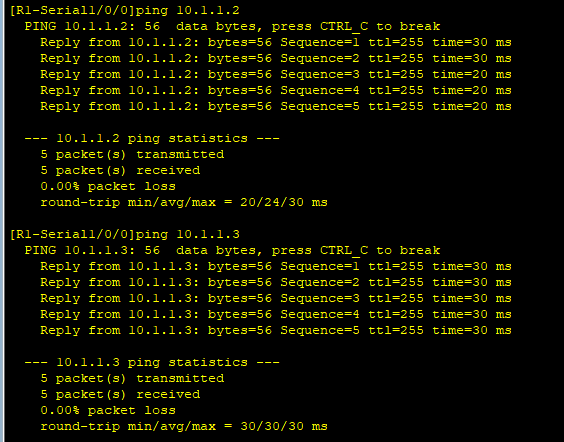 [R1-Serial1/0/0]ping 10.1.1.2
PING 10.1.1.2: 56  data bytes, press CTRL_C to break
Reply from 10.1.1.2: bytes=56 Sequence=1 ttl=255 time=30 ms
Reply from 10.1.1.2: bytes=56 Sequence=2 ttl=255 time=30 ms
Reply from 10.1.1.2: bytes=56 Sequence=3 ttl=255 time=20 ms
Reply from 10.1.1.2: bytes=56 Sequence=4 ttl=255 time=20 ms
Reply from 10.1.1.2: bytes=56 Sequence=5 ttl=255 time=20 ms
--- 10.1.1.2 ping statistics ---
5 packet(s) transmitted
5 packet(s) received
0.00% packet loss
round-trip min/avg/max = 20/24/30 ms
[R1-Serial1/0/0]ping 10.1.1.3
PING 10.1.1.3: 56  data bytes, press CTRL_C to break
Reply from 10.1.1.3: bytes=56 Sequence=1 ttl=255 time=30 ms
Reply from 10.1.1.3: bytes=56 Sequence=2 ttl=255 time=30 ms
Reply from 10.1.1.3: bytes=56 Sequence=3 ttl=255 time=30 ms
Reply from 10.1.1.3: bytes=56 Sequence=4 ttl=255 time=30 ms
Reply from 10.1.1.3: bytes=56 Sequence=5 ttl=255 time=30 ms
--- 10.1.1.3 ping statistics ---
5 packet(s) transmitted
5 packet(s) received
0.00% packet loss
round-trip min/avg/max = 30/30/30 ms